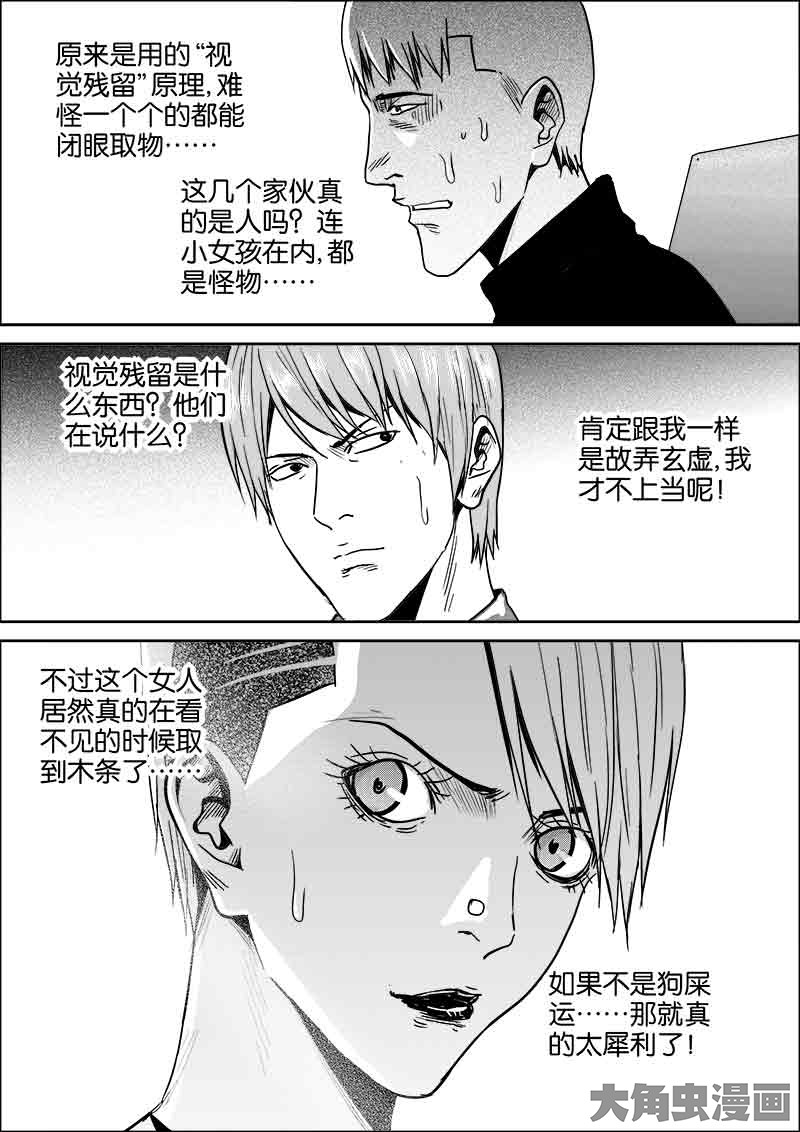 原来是用的“视
觉残留”原理,难
怪一个个的都能
闭眼取物……
这几个家伙真
的是人吗？连
小女孩在内,都
是怪物……
视觉残留是什
么东西？他们
在说什么？
肯定跟我一样
是故弄玄虚,我
才不上当呢！
不过这个女人
居然真的在看
不见的时候取
到木条了……
如果不是狗屎
运……那就真
的太犀利了！
大角虫漫画